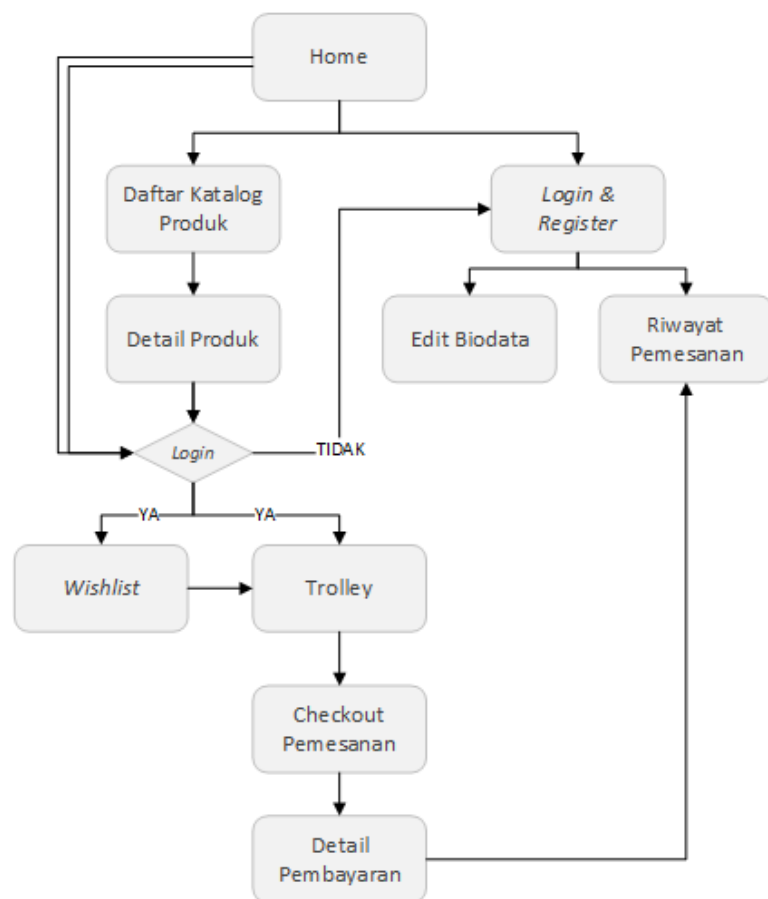 Home
Daftar Katalog
Produk
Login &
Register
Detail Produk
Edit Biodata
Riwayat
Pemesanan
Login
TIDAK
YA
YA
Wishlist
Trolley
Checkout
Pemesanan
Detail
Pembayaran